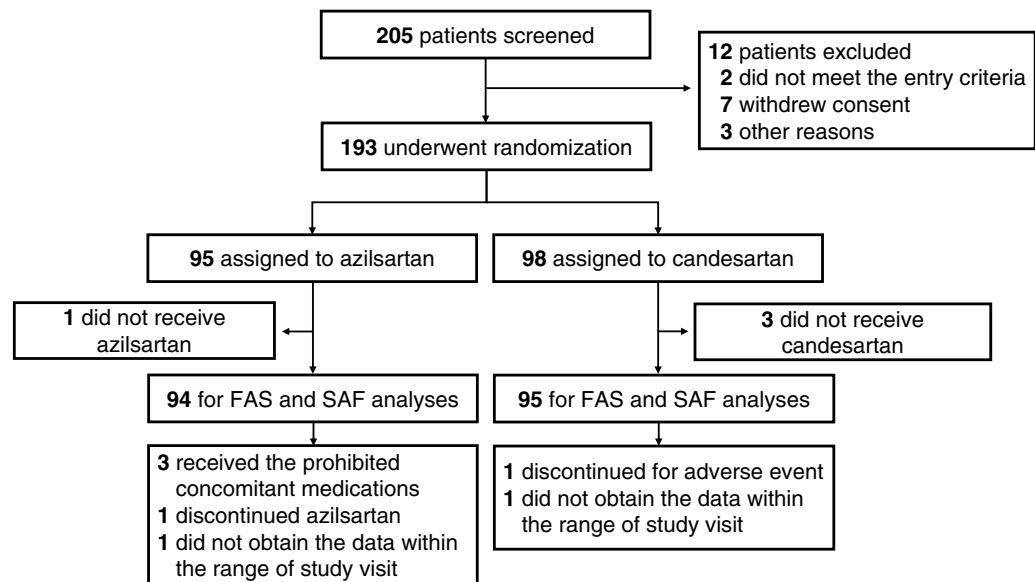 205 patients screened
12 patients excluded
2 did not meet the entry criteria
7 withdrew consent
3 other reasons
193 underwent randomization
95 assigned to azilsartan
98 assigned to candesartan
1 did not receive
azilsartan
3 did not receive
candesartan
94 for FAS and SAF analyses
95 for FAS and SAF analyses
3 received the prohibited
concomitant medications
1 discontinued azilsartan
1 did not obtain the data within
the range of study visit
1 discontinued for adverse event
1 did not obtain the data within
the range of study visit